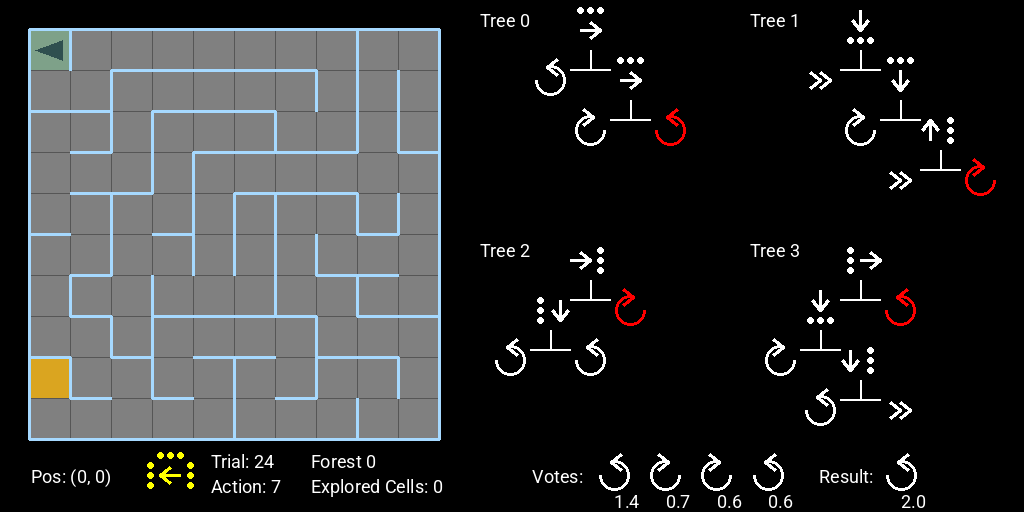 Tree 0
Tree 1
Tree 2
Tree 3
Pos: (0, 0)
Trial: 24
Forest 0
Action: 7
Explored Cells: 0
Votes:
1.4
0.7
0.6
0.6
Result:
2.0